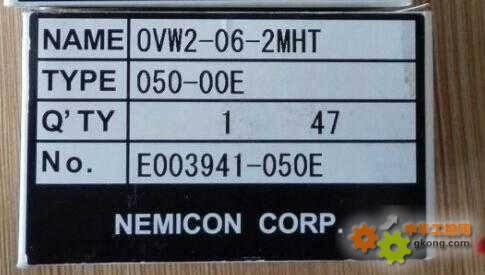 NAME OVW2-06-2MHT
TYPE 050-00E
Q'TY 1 47
No. E003941-050E
NEMICON CORP.
中华工控网
gkong.com